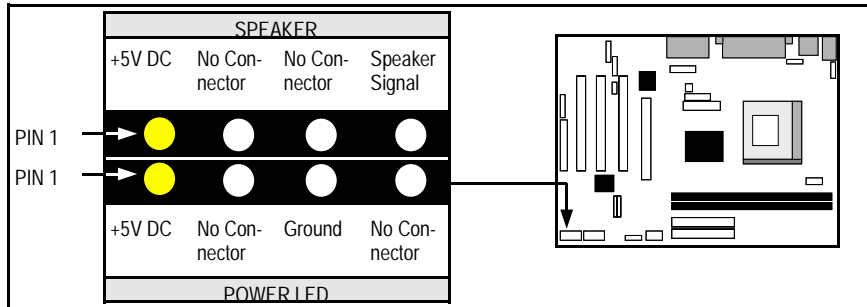 SPEAKER
+5V DC No Con-nector No Con-nector Speaker Signal
PIN 1
PIN 1
+5V DC No Con-nector Ground No Con-nector
POWER LED